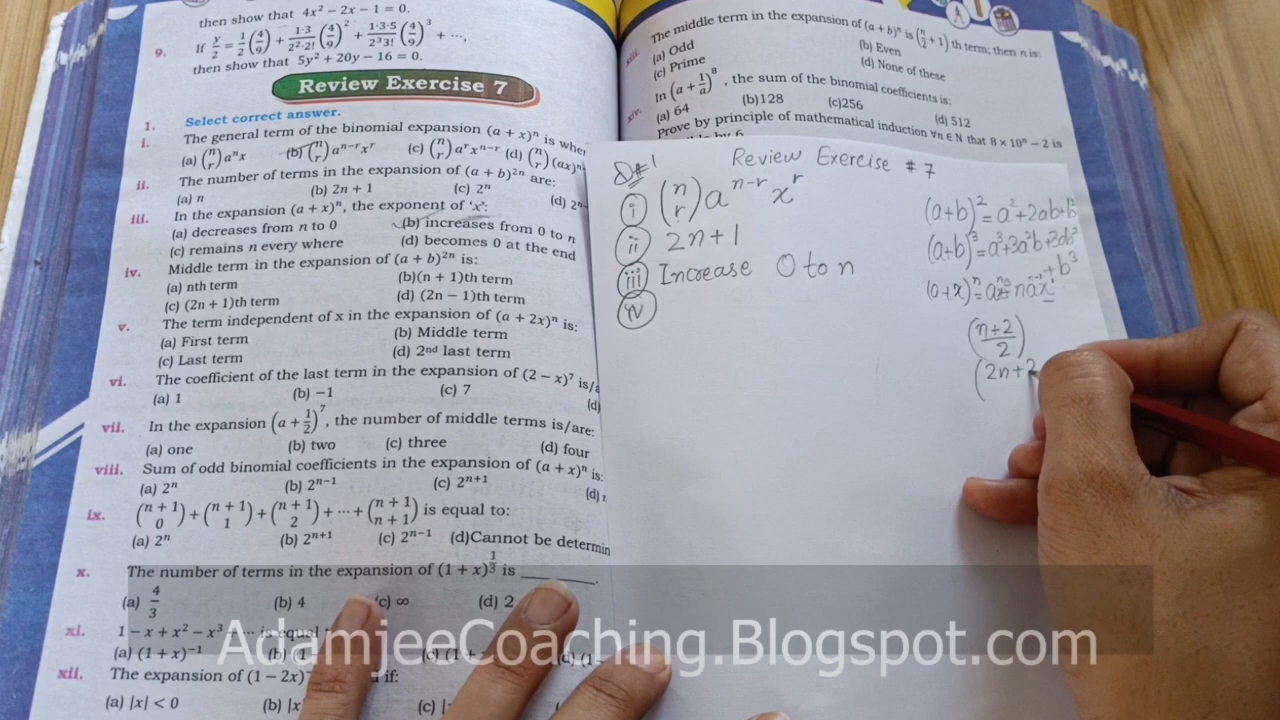 then show that 4x² − 2x − 1 = 0.
9. If y/2 = 1/2 (4/9) + 1·3/2²·2! (4/9)² + 1·3·5/2³3! (4/9)³ + ···,
then show that 5y² + 20y − 16 = 0.
Review Exercise 7
1. Select correct answer.
i. The general term of the binomial expansion (a + x)ⁿ is
(a) (n r) aⁿx (b) (n r) aⁿ⁻ʳxʳ (c) (n r) aʳxⁿ⁻ʳ (d) (n r) (ax)ⁿ
ii. The number of terms in the expansion of (a + b)²ⁿ are:
(a) n (b) 2n + 1 (c) 2ⁿ (d) 2ⁿ
iii. In the expansion (a + x)ⁿ, the exponent of 'x':
(a) decreases from n to 0 (b) increases from 0 to n
(c) remains n every where (d) becomes 0 at the end
iv. Middle term in the expansion of (a + b)²ⁿ is:
(a) nth term (b)(n + 1)th term
(c) (2n + 1)th term (d) (2n − 1)th term
v. The term independent of x in the expansion of (a + 2x)ⁿ is:
(a) First term (b) Middle term
(c) Last term (d) 2nd last term
vi. The coefficient of the last term in the expansion of (2 − x)⁷ is/
(a) 1 (b) −1 (c) 7 (d)
vii. In the expansion (a + 1/2)⁷, the number of middle terms is/are:
(a) one (b) two (c) three (d) four
viii. Sum of odd binomial coefficients in the expansion of (a + x)ⁿ is:
(a) 2ⁿ (b) 2ⁿ⁻¹ (c) 2ⁿ⁺¹ (d)
ix. (n + 1 0) + (n + 1 1) + (n + 1 2) + ··· + (n + 1 n + 1) is equal to:
(a) 2ⁿ (b) 2ⁿ⁺¹ (c) 2ⁿ⁻¹ (d)Cannot be determin
x. The number of terms in the expansion of (1 + x)^1/3 is ________.
(a) 4/3 (b) 4 (c) ∞ (d) 2
xi. 1 − x + x² − x³ + ··· is equal
(a) (1 + x)⁻¹ (b) (1 (c) (1 + (d) (1 −
xii. The expansion of (1 − 2x) if:
(a) |x| < 0 (b) |x (c) |
xiii. The middle term in the expansion of (a + b)ⁿ is (n/2 + 1) th term; then n is:
(a) Odd (b) Even
(c) Prime (d) None of these
xiv. In (a + 1/a)⁸, the sum of the binomial coefficients is:
(a) 64 (b)128 (c)256 (d) 512
Prove by principle of mathematical induction ∀n ∈ N that 8 × 10ⁿ − 2 is
by 6
Q#1 Review Exercise #7
i (n r) a^n-r x^r
ii 2n+1
iii Increase 0 to n
iv
(a+b)² = a²+2ab+b²
(a+b)³ = a³+3a²b+3ab²
+b³
(n+2/2)
(2n+2
AdamjeeCoaching.Blogspot.com